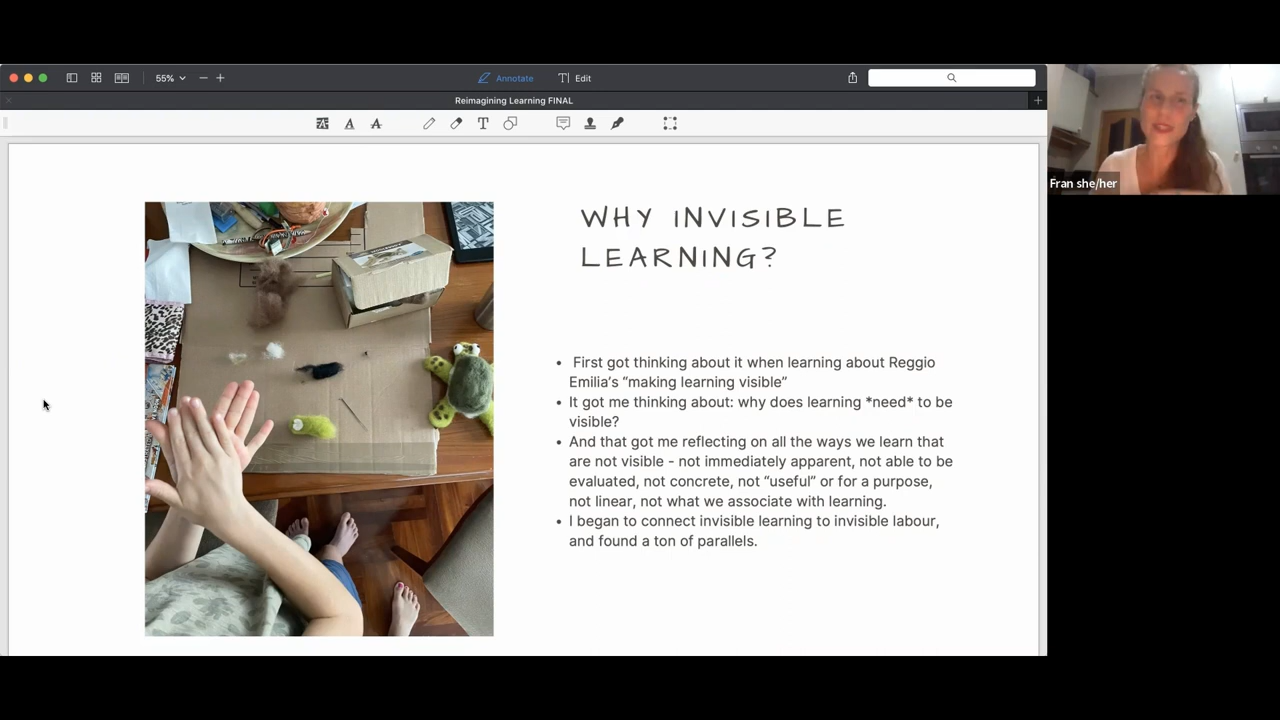 55%
Annotate
Edit
Reimagining Learning FINAL
WHY INVISIBLE
LEARNING?
• First got thinking about it when learning about Reggio
Emilia’s “making learning visible”
• It got me thinking about: why does learning *need* to be
visible?
• And that got me reflecting on all the ways we learn that
are not visible - not immediately apparent, not able to be
evaluated, not concrete, not “useful” or for a purpose,
not linear, not what we associate with learning.
• I began to connect invisible learning to invisible labour,
and found a ton of parallels.
Fran she/her